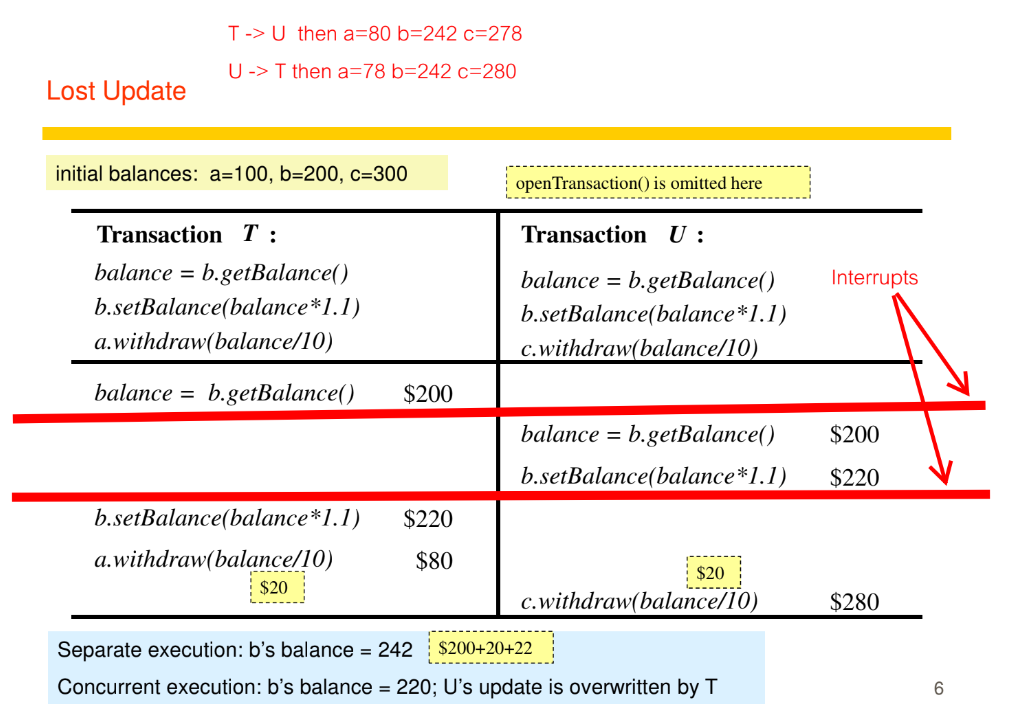 T -> U then a=80 b=242 c=278
U -> T then a=78 b=242 c=280
Lost Update
initial balances: a=100, b=200, c=300
openTransaction() is omitted here
Transaction T :
balance = b.getBalance()
b.setBalance(balance*1.1)
a.withdraw(balance/10)
Transaction U :
balance = b.getBalance()
b.setBalance(balance*1.1)
c.withdraw(balance/10)
Interrupts
balance = b.getBalance() $200
balance = b.getBalance() $200
b.setBalance(balance*1.1) $220
b.setBalance(balance*1.1) $220
a.withdraw(balance/10) $80
$20
$20
c.withdraw(balance/10) $280
Separate execution: b's balance = 242 $200+20+22
Concurrent execution: b's balance = 220; U's update is overwritten by T
6